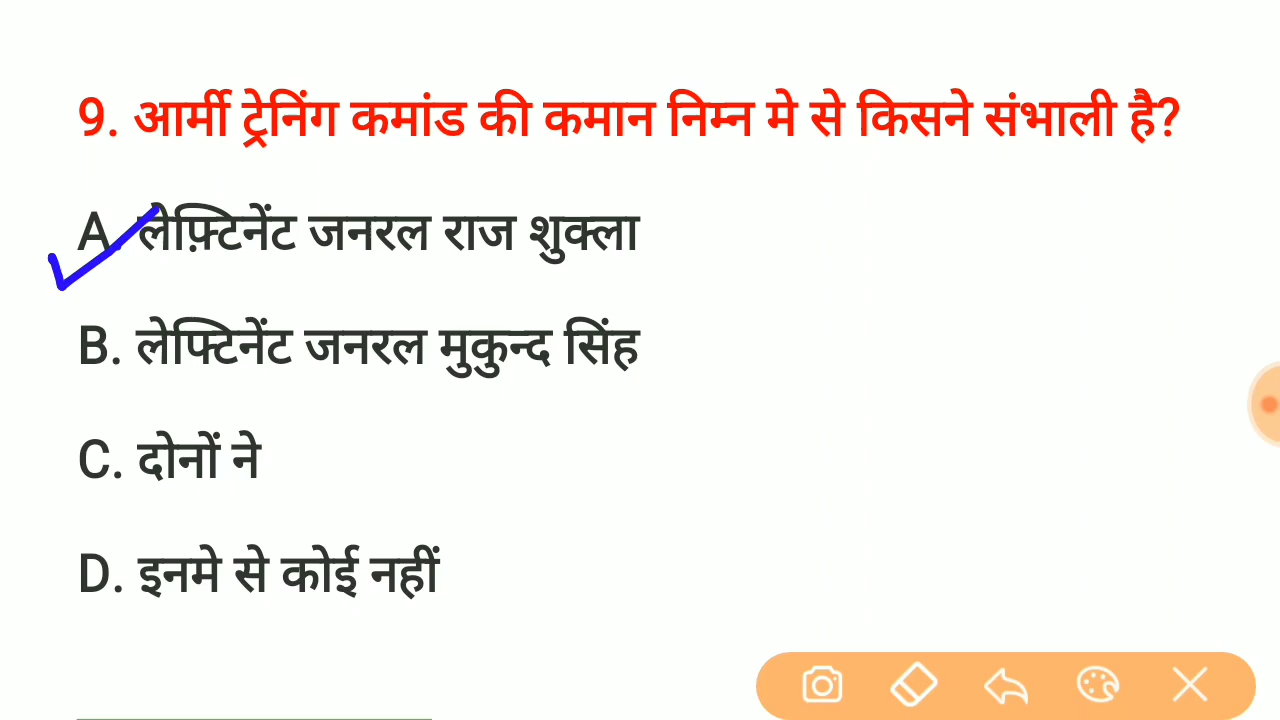 9. आर्मी ट्रेनिंग कमांड की कमान निम्न मे से किसने संभाली है?
A. लेफ़्टिनेंट जनरल राज शुक्ला
B. लेफ्टिनेंट जनरल मुकुन्द सिंह
C. दोनों ने
D. इनमे से कोई नहीं